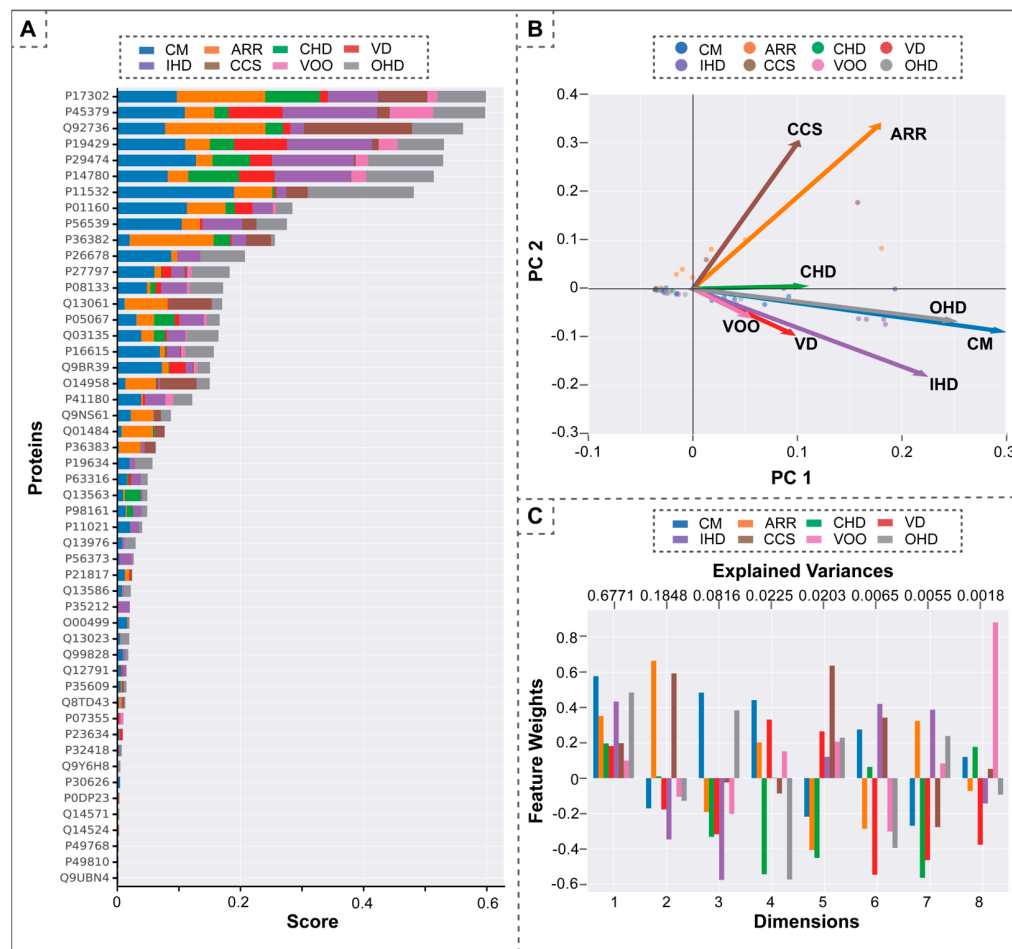 A
CM ARR CHD VD
IHD CCS VOO OHD
Proteins
P17302
P45379
Q92736
P19429
P29474
P14780
P11532
P01160
P56539
P36382
P26678
P27797
P08133
Q13061
P05067
Q03135
P16615
Q9BR39
O14958
P41180
Q9NS61
Q01484
P36383
P19634
P63316
Q13563
P98161
P11021
Q13976
P56373
P21817
Q13586
P35212
O00499
Q13023
Q99828
Q12791
P35609
Q8TD43
P07355
P23634
P32418
Q9Y6H8
P30626
P0DP23
Q14571
Q14524
P49768
P49810
Q9UBN4
0 0.2 0.4 0.6
Score
B
CM ARR CHD VD
IHD CCS VOO OHD
0.4
0.3
0.2
0.1
0
-0.1
-0.2
-0.3
PC 2
CCS
ARR
CHD
OHD
VOO
VD
CM
IHD
-0.1 0 0.1 0.2 0.3
PC 1
C
CM ARR CHD VD
IHD CCS VOO OHD
Explained Variances
0.6771 0.1848 0.0816 0.0225 0.0203 0.0065 0.0055 0.0018
Feature Weights
0.8
0.6
0.4
0.2
0
-0.2
-0.4
-0.6
1 2 3 4 5 6 7 8
Dimensions